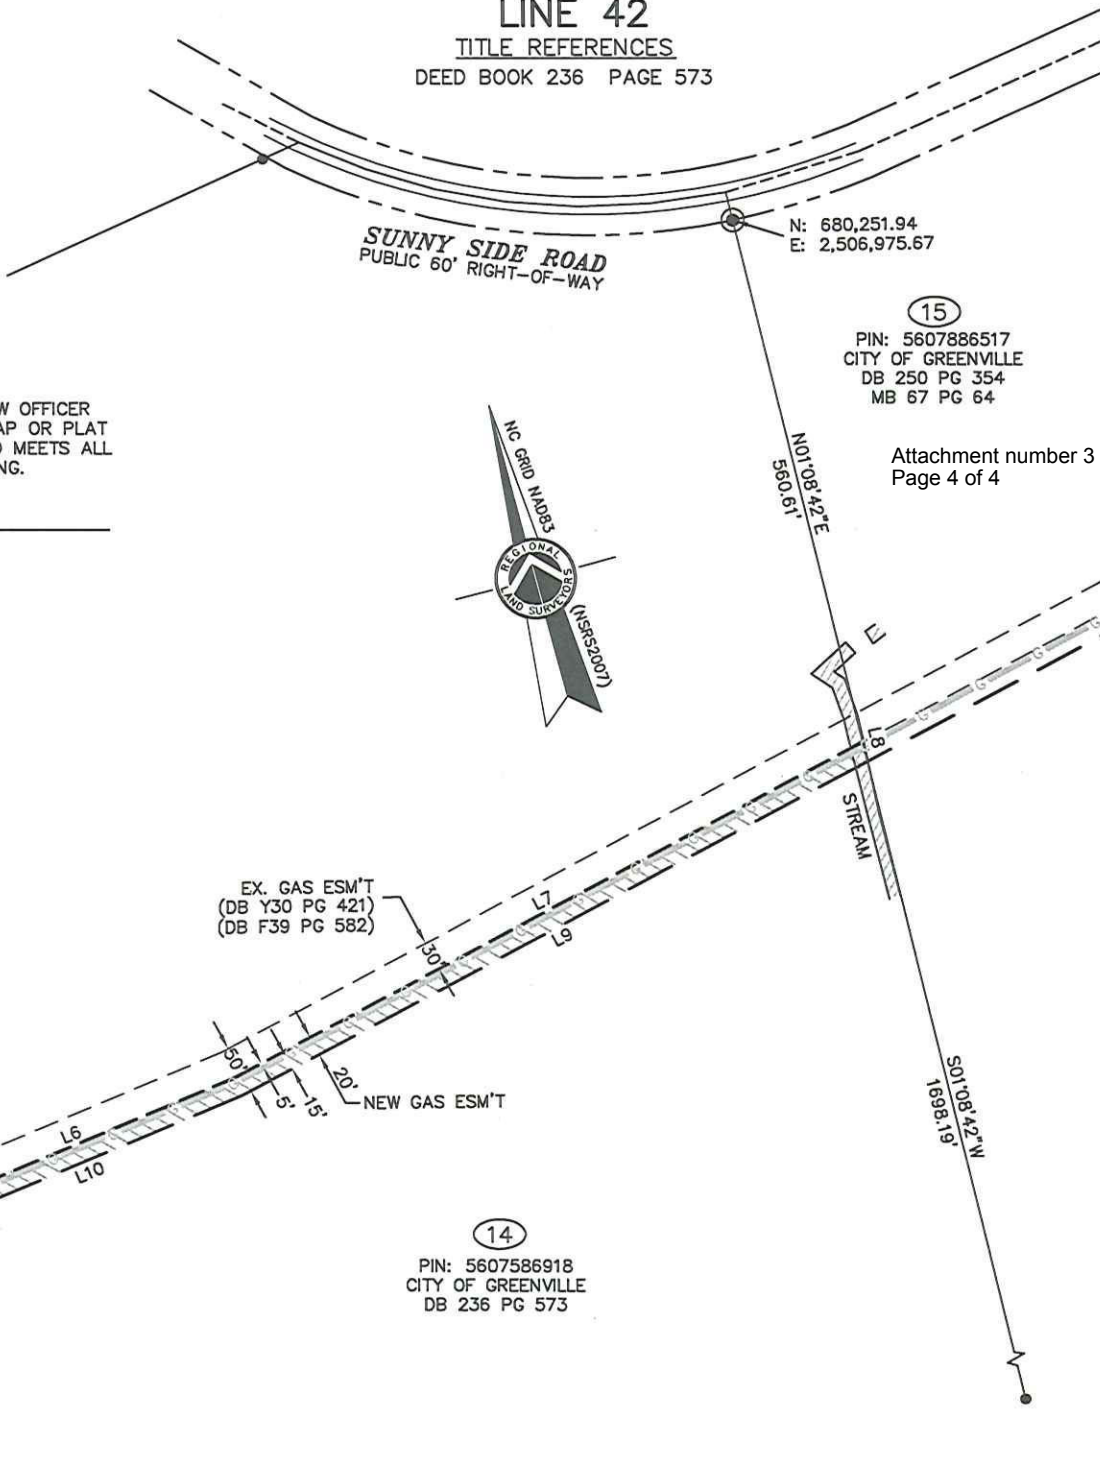 LINE 42
TITLE REFERENCES
DEED BOOK 236 PAGE 573
SUNNY SIDE ROAD
PUBLIC 60' RIGHT-OF-WAY
N: 680,251.94
E: 2,506,975.67
15
PIN: 5607886517
CITY OF GREENVILLE
DB 250 PG 354
MB 67 PG 64
W OFFICER
AP OR PLAT
MEETS ALL
NG.
Attachment number 3
Page 4 of 4
N01°08'42"E
560.61'
NC GRID NAD83
REGIONAL
LAND SURVEYORS
(NSRS2007)
L8
STREAM
G G G G
EX. GAS ESM'T
(DB Y30 PG 421)
(DB F39 PG 582)
L7
L9
30'
50'
20'
5'
15'
NEW GAS ESM'T
L6
L10
S01°08'42"W
1698.19'
14
PIN: 5607586918
CITY OF GREENVILLE
DB 236 PG 573